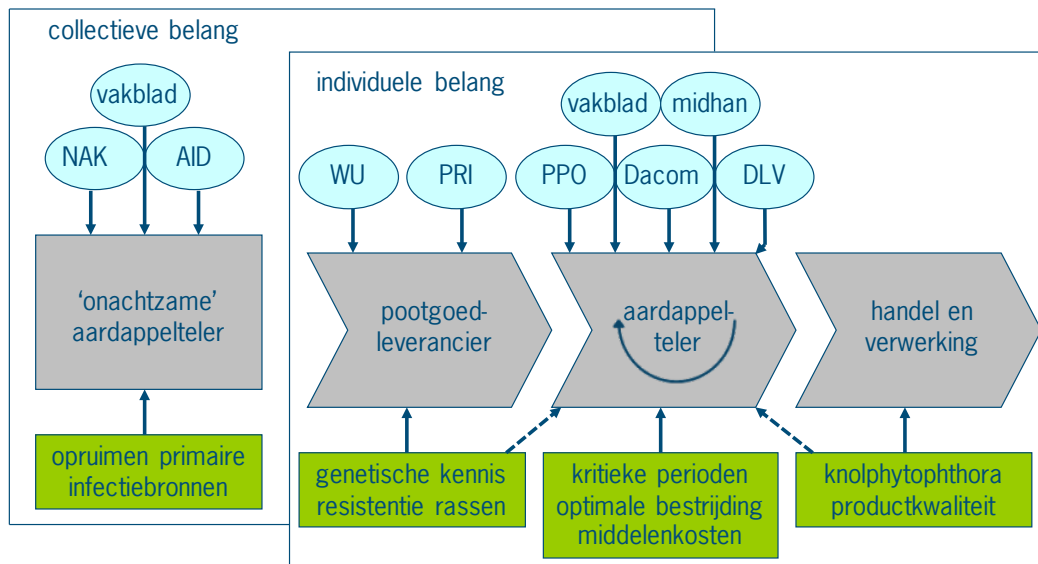 collectieve belang
individuele belang
vakblad
NAK
AID
WU
PRI
vakblad
midhan
PPO
Dacom
DLV
‘onachtzame’
aardappelteler
pootgoed-
leverancier
aardappel-
teler
handel en
verwerking
opruimen primaire
infectiebronnen
genetische kennis
resistentie rassen
kritieke perioden
optimale bestrijding
middelenkosten
knolphytophthora
productkwaliteit